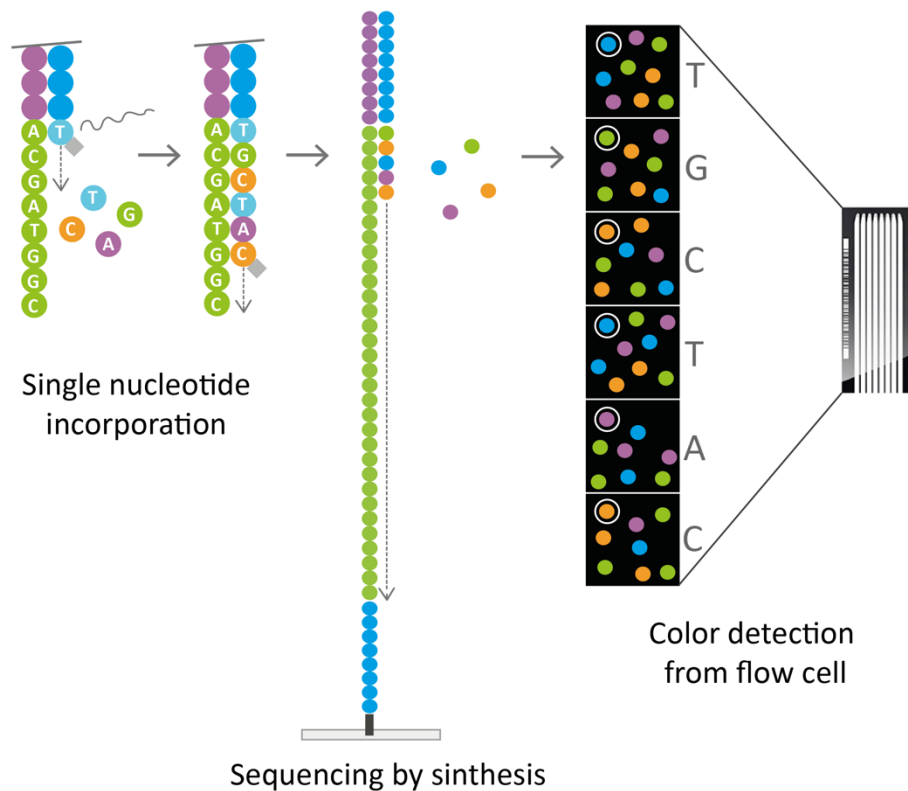 A T
C
G
A
T
G
G
C
T
C
A
G
A T
C G
G C
A T
T A
G C
G
C
Single nucleotide
incorporation
T
G
C
T
A
C
Color detection
from flow cell
Sequencing by sinthesis